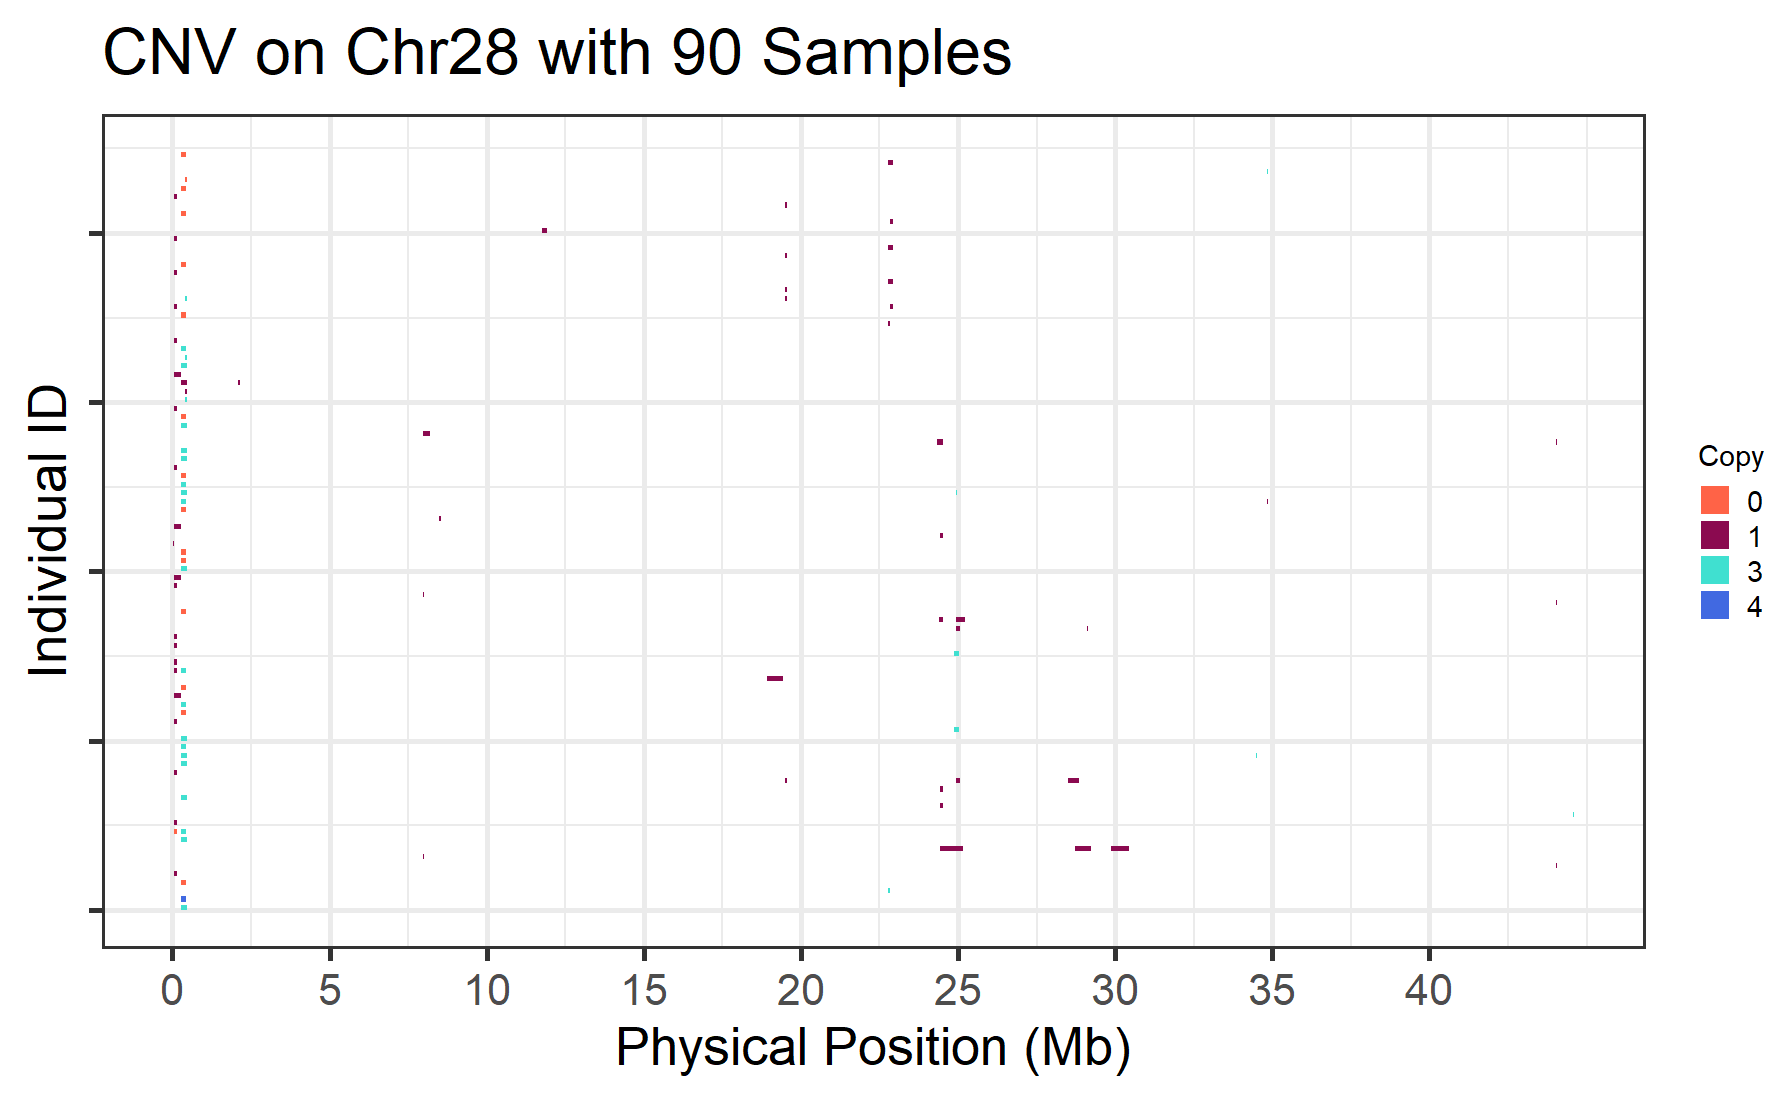 CNV on Chr28 with 90 Samples
Individual ID
Copy
0
1
3
4
0 5 10 15 20 25 30 35 40
Physical Position (Mb)